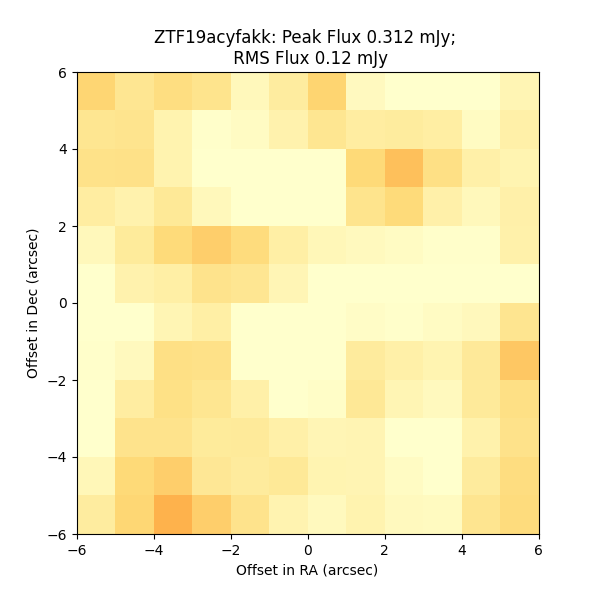 ZTF19acyfakk: Peak Flux 0.312 mJy;
RMS Flux 0.12 mJy
6
4
2
0
−2
−4
−6
Offset in Dec (arcsec)
−6 −4 −2 0 2 4 6
Offset in RA (arcsec)